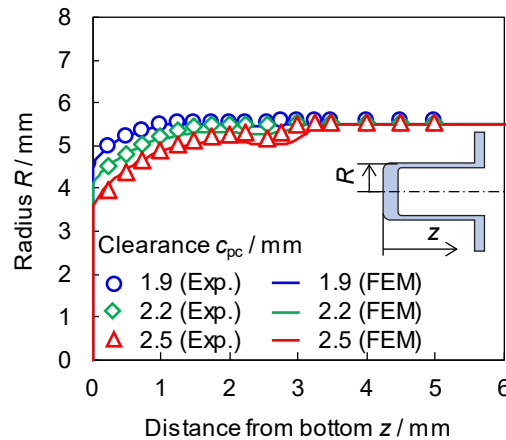 8
7
6
5
4
3
2
1
0
Radius R / mm
R
z
Clearance cpc / mm
1.9 (Exp.) 1.9 (FEM)
2.2 (Exp.) 2.2 (FEM)
2.5 (Exp.) 2.5 (FEM)
0 1 2 3 4 5 6
Distance from bottom z / mm